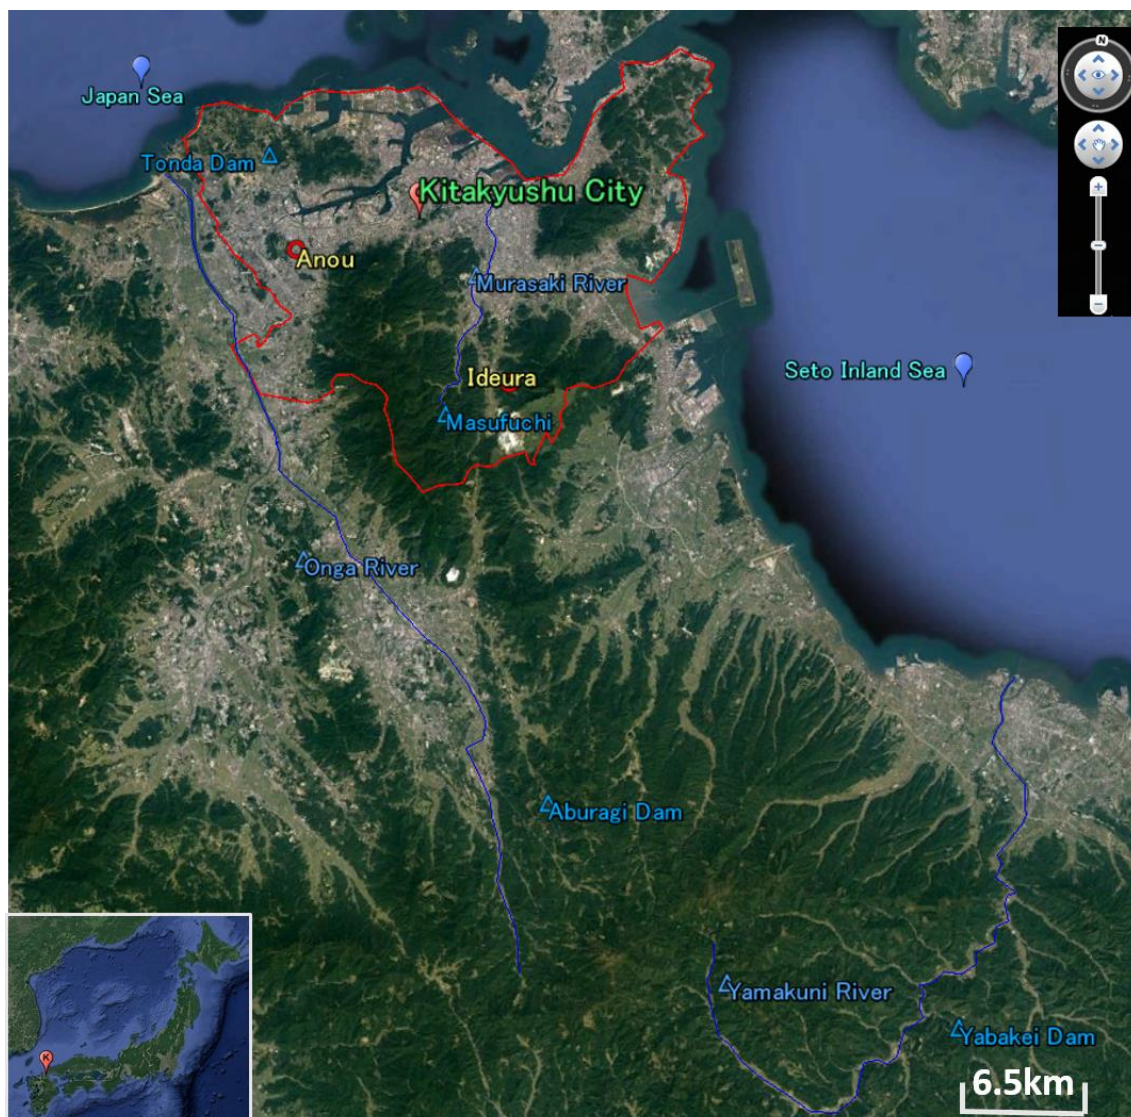 N
Japan Sea
Tonda Dam
Kitakyushu City
Anou
Murasaki River
Seto Inland Sea
Ideura
Masufuchi
Onga River
Aburagi Dam
Yamakuni River
Yabakei Dam
K
6.5km